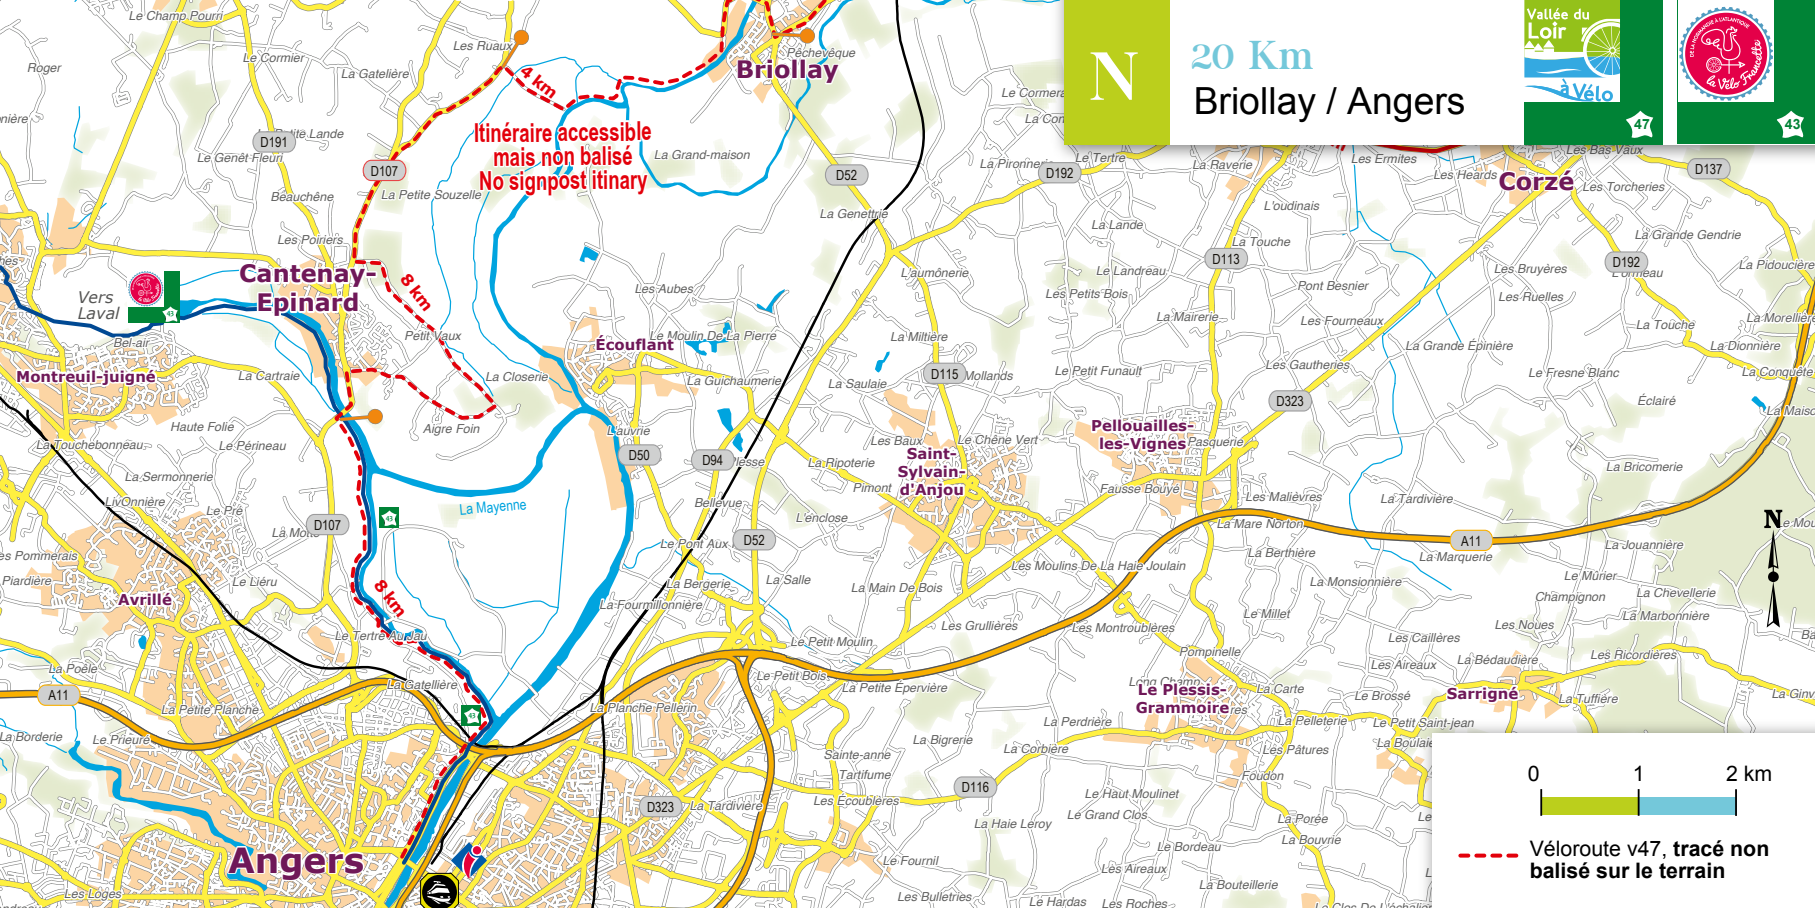 N
20 Km
Briollay / Angers
Vallée du
Loir
à Vélo
47
DE LA NORMANDIE À L'ATLANTIQUE
la Vélo Francette
43
Le Champ Pourri
Les Ruaux
Roger
Le Cormier
La Gatelière
4 km
Briollay
Pêchevêque
D191
Le Genêt Fleuri
D107
Itinéraire accessible
mais non balisé
No signpost itinary
La Grand-maison
La Petite Souzelle
Beauchêne
Les Poiriers
D52
La Genettrie
La Pironnerie
Le Tertre
D192
La Raverie
Les Ermites
Les Bas Vaux
Les Heards
Corzé
Les Torcheries
D137
L'oudinais
La Lande
La Touche
La Grande Gendrie
D113
D192
La Pidoucière
Cantenay-
Epinard
Vers
Laval
43
8 km
Les Aubes
L'aumônerie
Le Landreau
Les Petits Bois
Pont Besnier
Les Bruyères
Les Ruelles
La Mairerie
Les Fourneaux
La Touche
La Morellière
Bel-air
Petit Vaux
Écouflant
Le Moulin De La Pierre
La Miltière
La Grande Épinière
La Dionnière
Montreuil-juigné
La Cartraie
La Closerie
La Guichaumerie
La Saulaie
D115
Mollands
Le Petit Funault
Les Gautheries
Le Fresne Blanc
La Conquête
D323
Éclairé
Haute Folie
Aigre Foin
La Touchebonneau
Le Périneau
Les Baux
Le Chêne Vert
Pellouailles-
les-Vignes
Pasquerie
D50
D94
La Ripoterie
Saint-
Sylvain-
d'Anjou
La Bricomerie
La Sermonnerie
Pimont
Fausse Bouyé
Les Malièvres
La Tardivière
LivOnnière
Le Pré
La Mayenne
Bellevue
L'enclose
La Mare Norton
N
43
D107
D52
A11
La Marquerie
La Jouannière
La Berthière
Les Moulins De La Haie Joulain
La Salle
La Main De Bois
La Bergerie
La Monsionnière
Le Mûrier
Champignon
La Chevellerie
Le Liéru
8 km
Avrillé
La Fourmillonnière
Le Millet
La Marbonnière
Les Grullières
Les Montroublères
Les Noues
Le Tertre Au Jau
Le Petit Moulin
Les Caillères
Pompinelle
La Bédaudière
Les Ricordières
La Poêle
Les Aireaux
A11
La Gatellière
Le Petit Bois
La Petite Épervière
Le Plessis-
Grammoire
La Carte
Le Brossé
Sarrigné
La Tuffière
La Petite Planche
43
La Planche Pellerin
La Perdrière
La Pelleterie
Le Petit Saint-jean
La Borderie
Le Prieuré
La Bigrerie
La Corbière
Les Pâtures
Sainte-anne
Tartifume
Foudon
D116
Les Écoublères
Le Haut Moulinet
Le Grand Clos
D323
La Tardivière
La Haie Leroy
La Porée
La Bouvrie
Le Bordeau
Angers
Le Fournil
Les Aireaux
Les Loges
Les Bulletries
Le Hardas
Les Roches
La Bouteillerie
0
1
2 km
Véloroute v47, tracé non
balisé sur le terrain